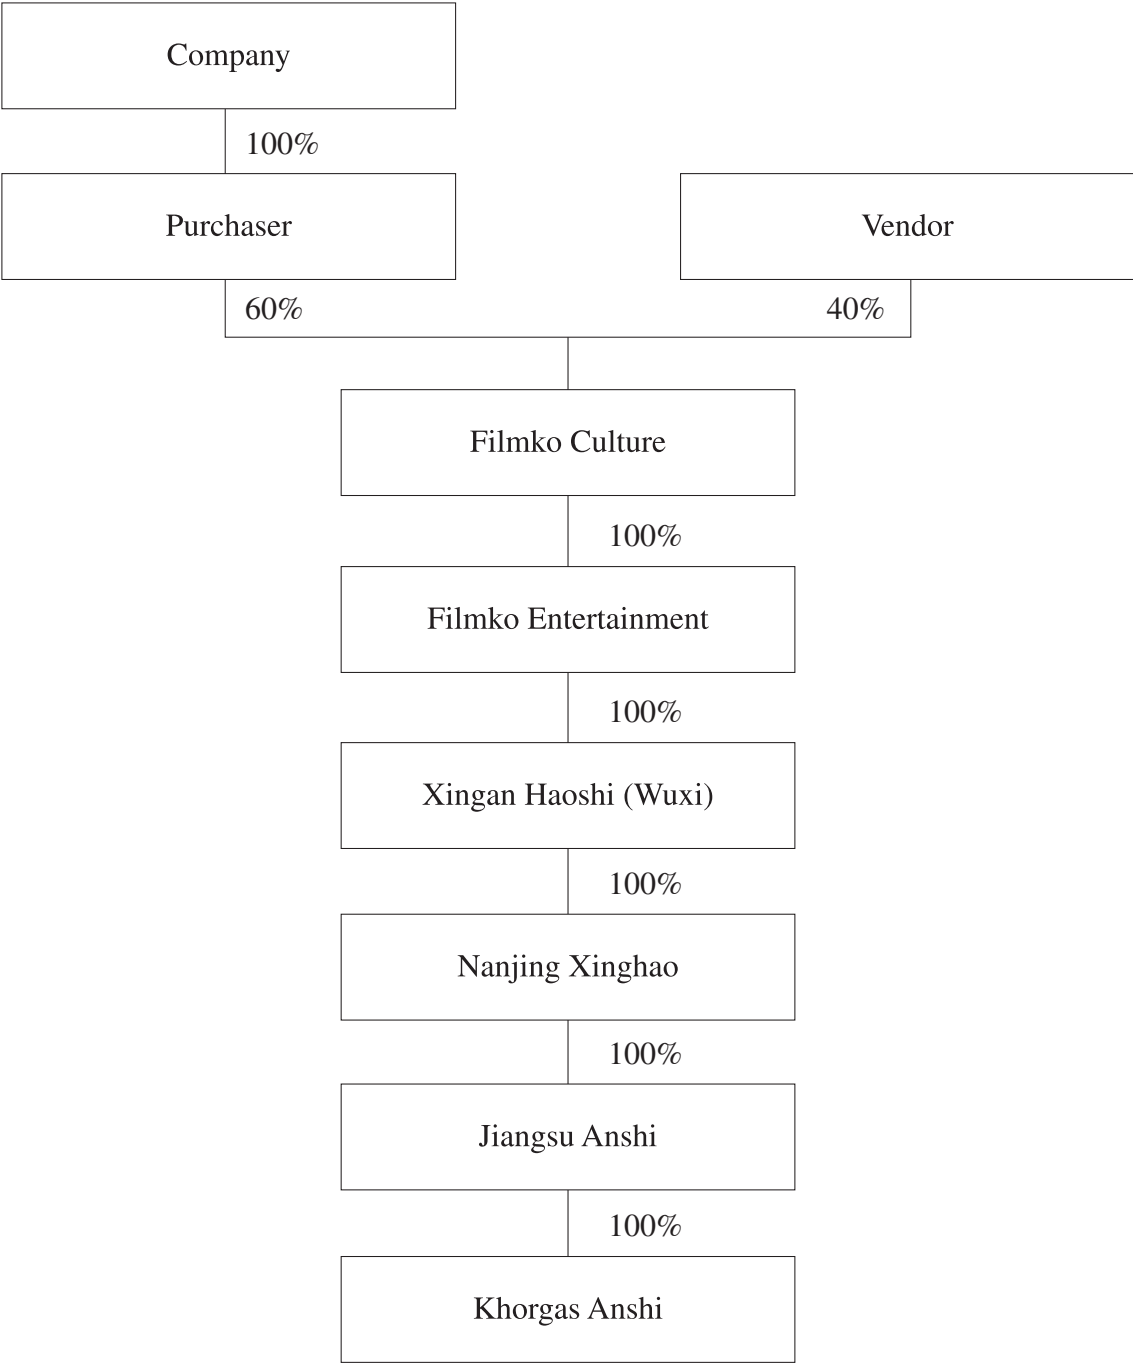 Company
100%
Purchaser
Vendor
60%
40%
Filmko Culture
100%
Filmko Entertainment
100%
Xingan Haoshi (Wuxi)
100%
Nanjing Xinghao
100%
Jiangsu Anshi
100%
Khorgas Anshi